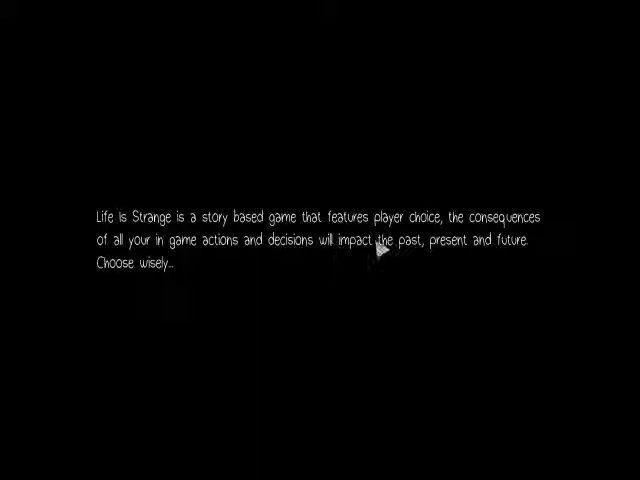 Life Is Strange is a story based game that features player choice, the consequences
of all your in game actions and decisions will impact the past, present and future.
Choose wisely...